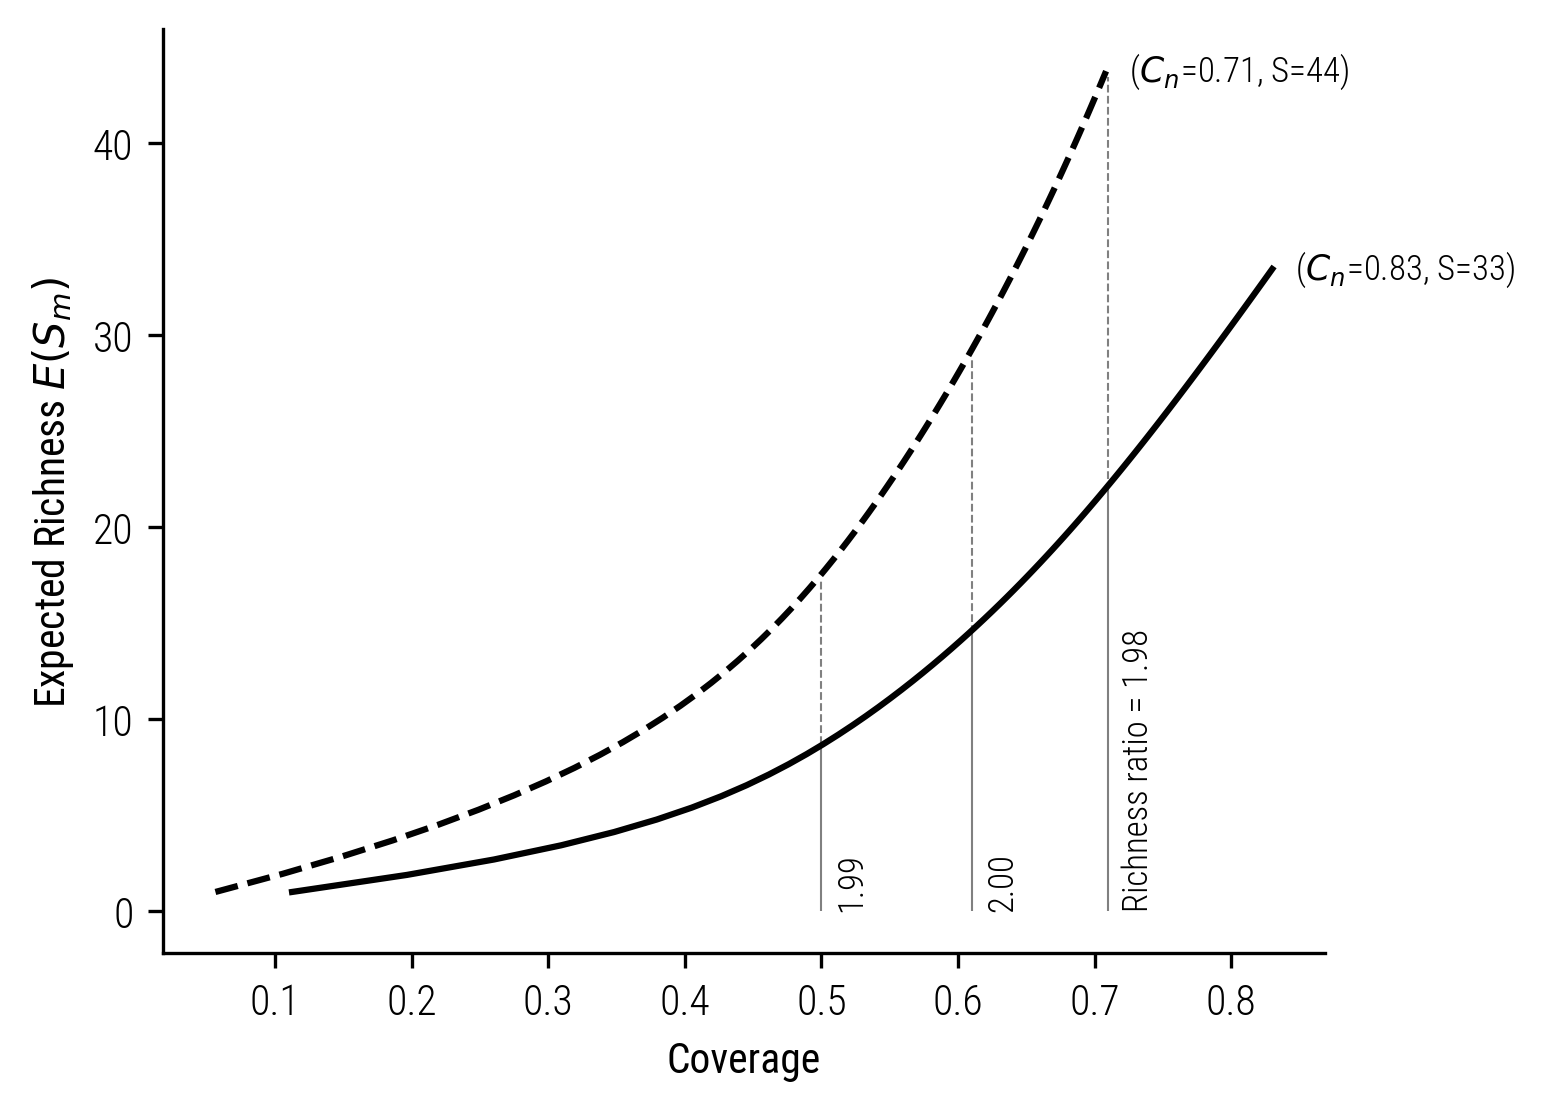 (Cn=0.71, S=44)
(Cn=0.83, S=33)
Expected Richness E(Sm)
40
30
20
10
0
1.99
2.00
Richness ratio = 1.98
0.1 0.2 0.3 0.4 0.5 0.6 0.7 0.8
Coverage